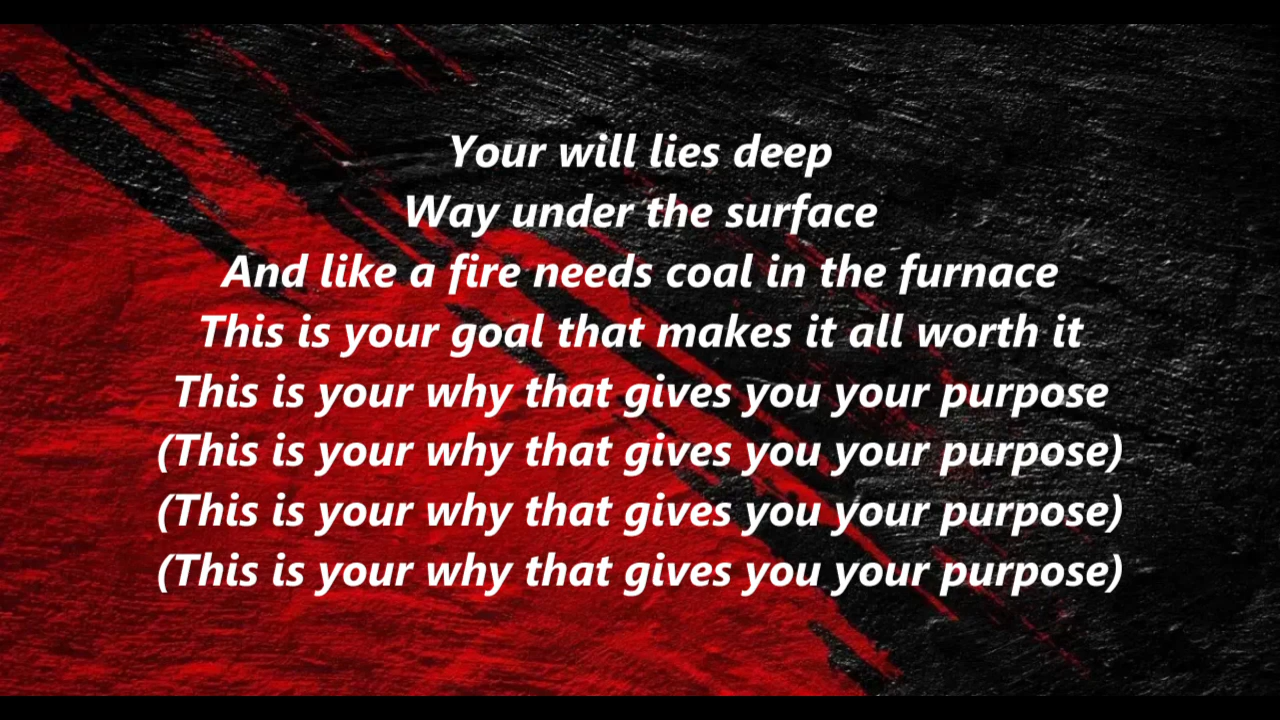 Your will lies deep
Way under the surface
And like a fire needs coal in the furnace
This is your goal that makes it all worth it
This is your why that gives you your purpose
(This is your why that gives you your purpose)
(This is your why that gives you your purpose)
(This is your why that gives you your purpose)